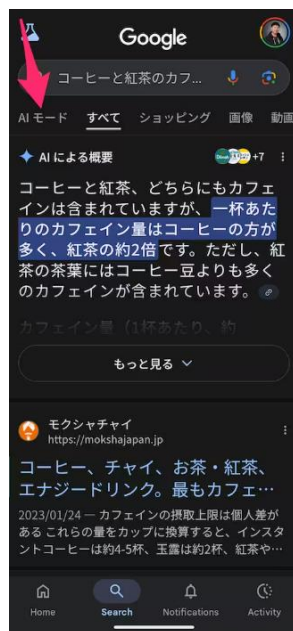 Google
コーヒーと紅茶のカフ...
AI モード すべて ショッピング 画像 動画
AI による概要 +7
コーヒーと紅茶、どちらにもカフェ
インは含まれていますが、一杯あた
りのカフェイン量はコーヒーの方が
多く、紅茶の約2倍です。ただし、紅
茶の茶葉にはコーヒー豆よりも多く
のカフェインが含まれています。
カフェイン量（1杯あたり、約
もっと見る
モクシャチャイ
https://mokshajapan.jp
コーヒー、チャイ、お茶・紅茶、
エナジードリンク。最もカフェ…
2023/01/24 — カフェインの摂取上限は個人差が
ある これらの量をカップに換算すると、インスタ
ントコーヒーは約4-5杯、玉露は約2杯、紅茶や…
Home Search Notifications Activity